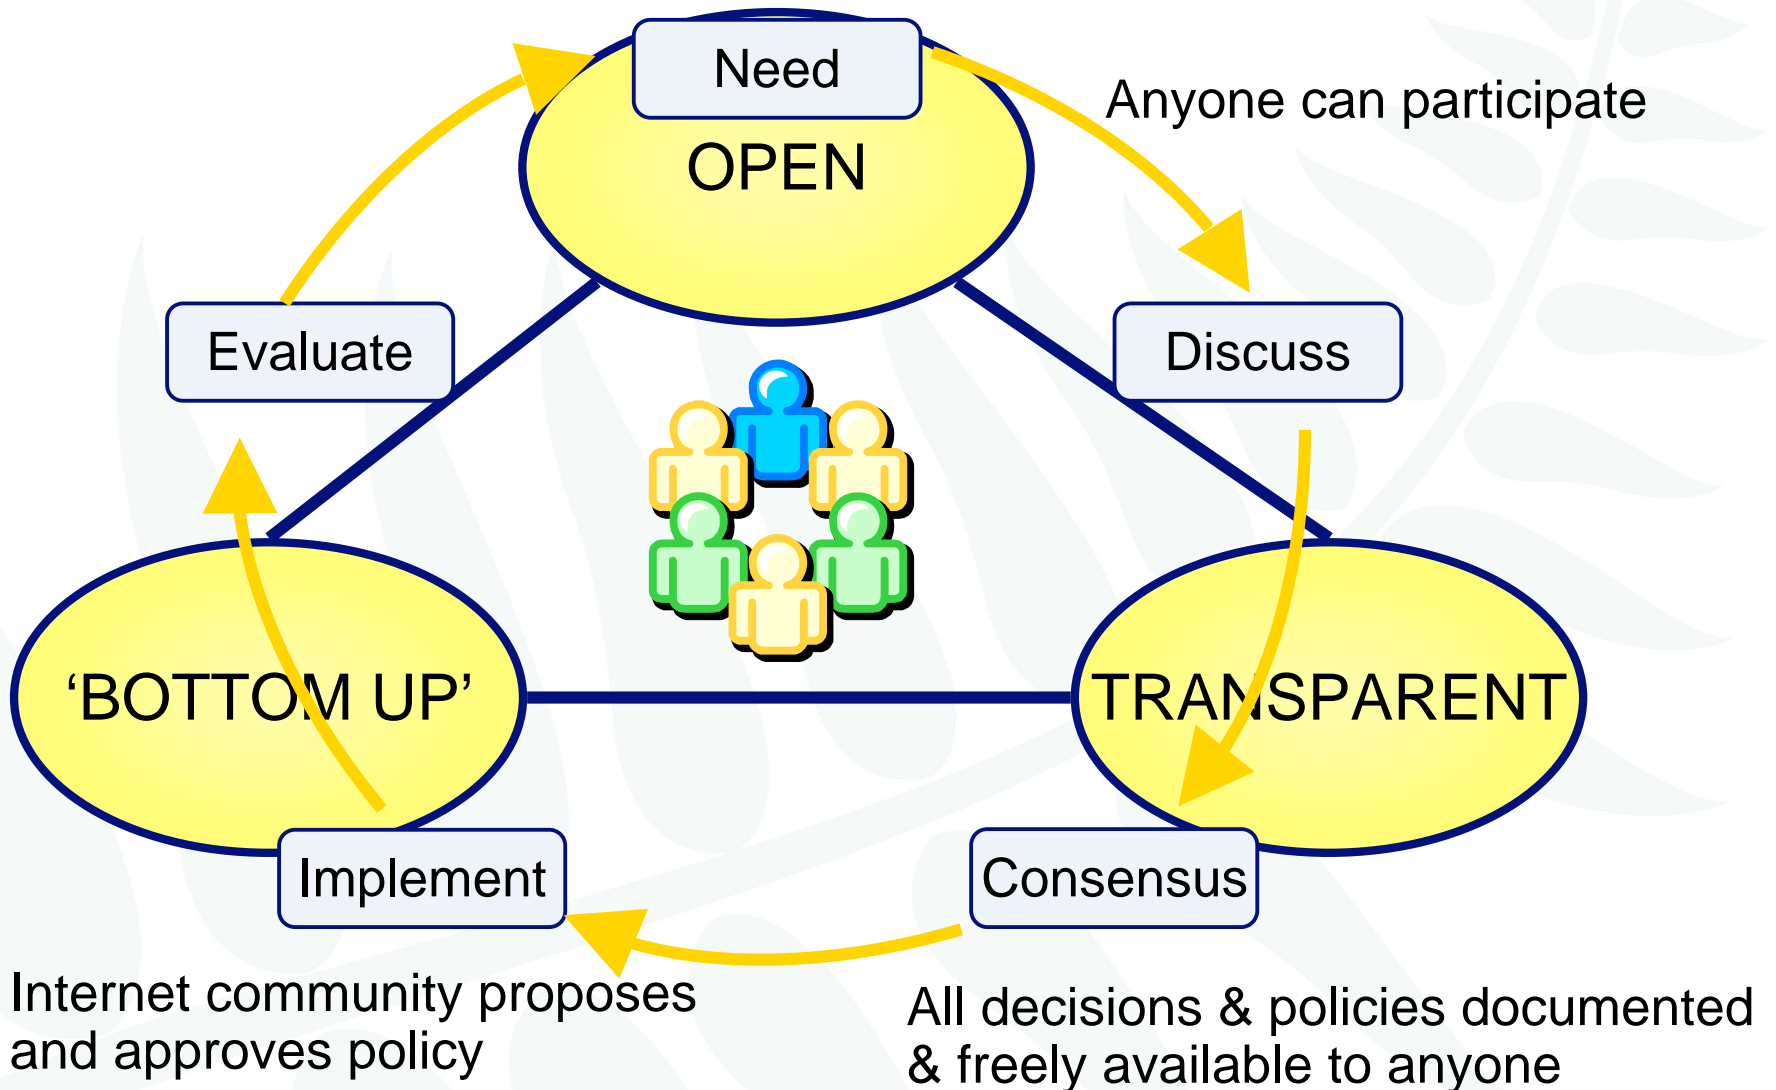 Need
OPEN
Anyone can participate
Evaluate
Discuss
‘BOTTOM UP’
TRANSPARENT
Implement
Consensus
Internet community proposes
and approves policy
All decisions & policies documented
& freely available to anyone